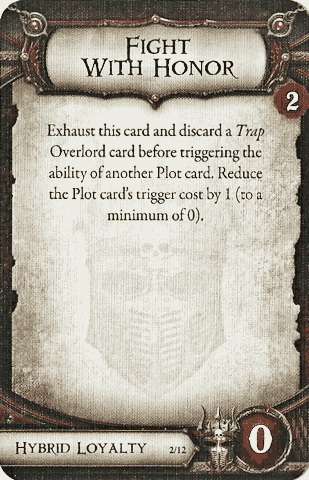 Fight
With Honor
2
Exhaust this card and discard a Trap
Overlord card before triggering the
ability of another Plot card. Reduce
the Plot card's trigger cost by 1 (to a
minimum of 0).
Hybrid Loyalty 2/12 0